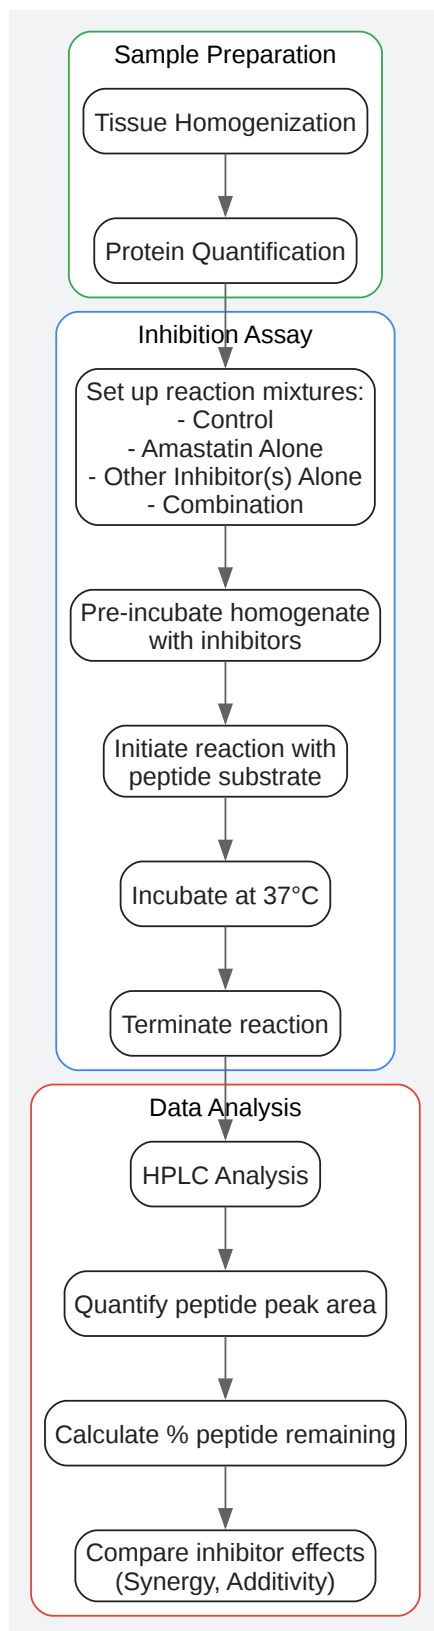 Sample Preparation
Tissue Homogenization
Protein Quantification
Inhibition Assay
Set up reaction mixtures:
- Control
- Amastatin Alone
- Other Inhibitor(s) Alone
- Combination
Pre-incubate homogenate
with inhibitors
Initiate reaction with
peptide substrate
Incubate at 37°C
Terminate reaction
Data Analysis
HPLC Analysis
Quantify peptide peak area
Calculate % peptide remaining
Compare inhibitor effects
(Synergy, Additivity)